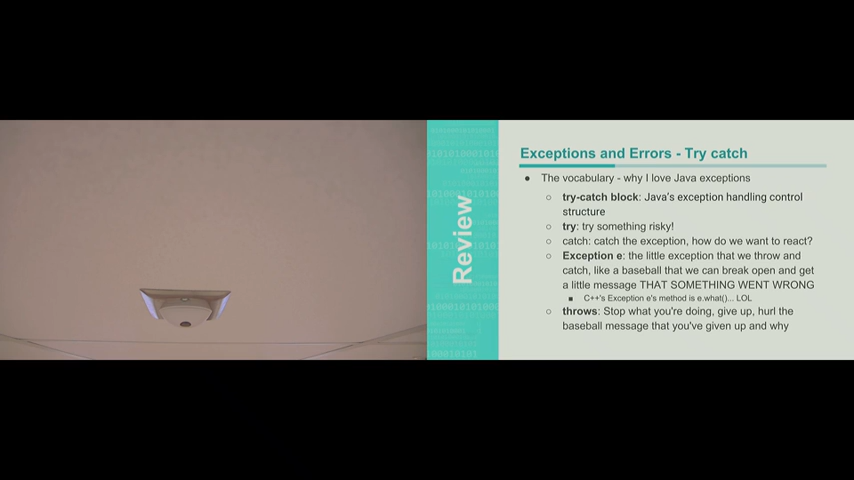 Review
Exceptions and Errors - Try catch
● The vocabulary - why I love Java exceptions
○ try-catch block: Java's exception handling control
structure
○ try: try something risky!
○ catch: catch the exception, how do we want to react?
○ Exception e: the little exception that we throw and
catch, like a baseball that we can break open and get
a little message THAT SOMETHING WENT WRONG
■ C++'s Exception e's method is e.what()... LOL
○ throws: Stop what you're doing, give up, hurl the
baseball message that you've given up and why